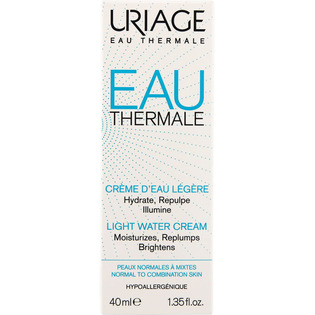 URIAGE
EAU THERMALE
EAU
THERMALE
CRÈME D'EAU LÉGÈRE
Hydrate, Repulpe
Illumine
LIGHT WATER CREAM
Moisturizes, Replumps
Brightens
PEAUX NORMALES À MIXTES
NORMAL TO COMBINATION SKIN
HYPOALLERGÉNIQUE
40ml e 1.35fl.oz.